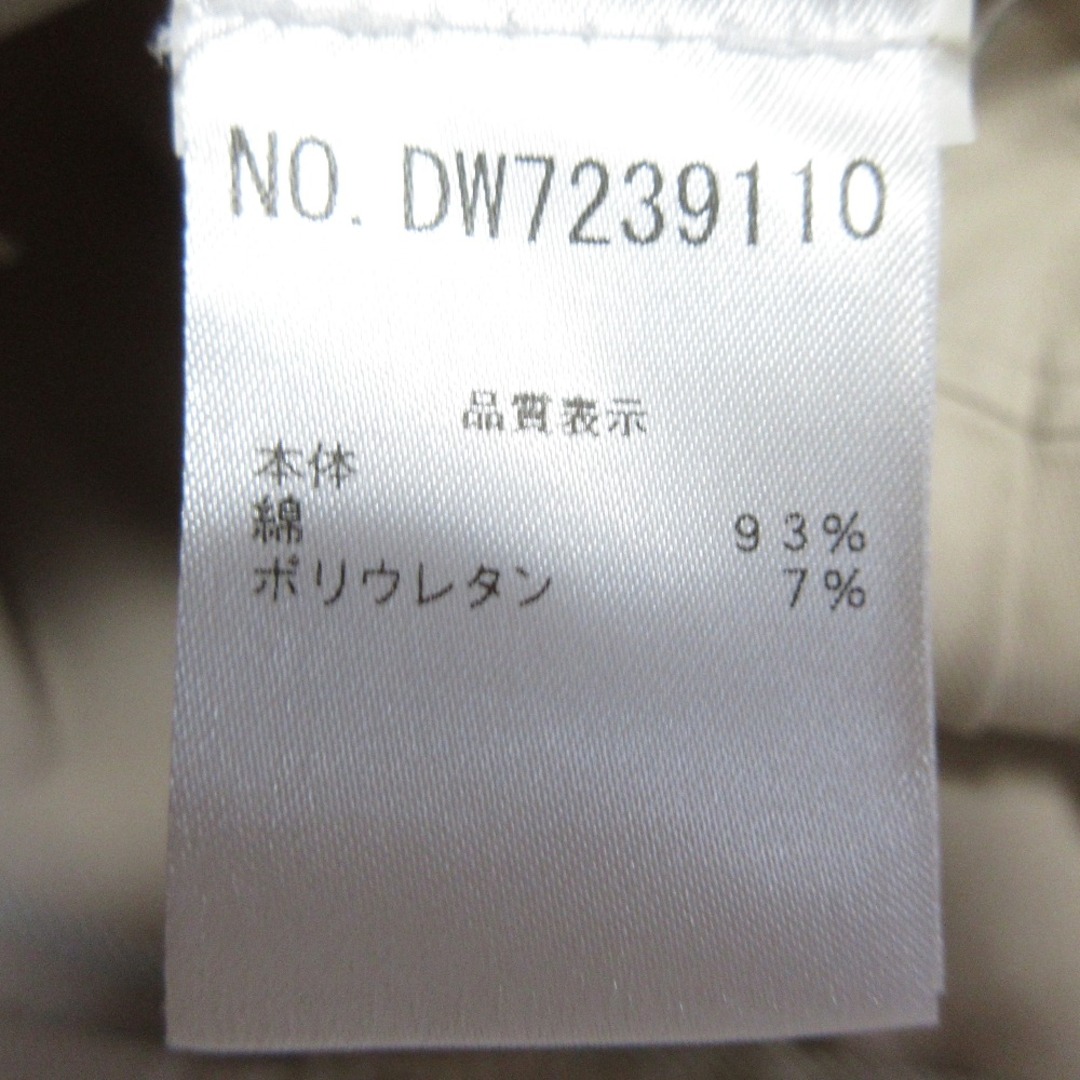 NO. DW7239110
品質表示
本体
綿 93%
ポリウレタン 7%